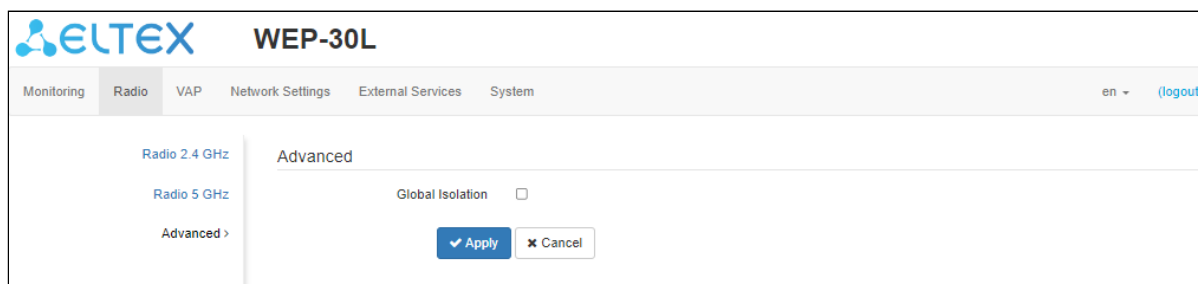 ELTEX WEP-30L
Monitoring Radio VAP Network Settings External Services System en (logout
Radio 2.4 GHz
Advanced
Radio 5 GHz
Global Isolation
Advanced >
Apply Cancel